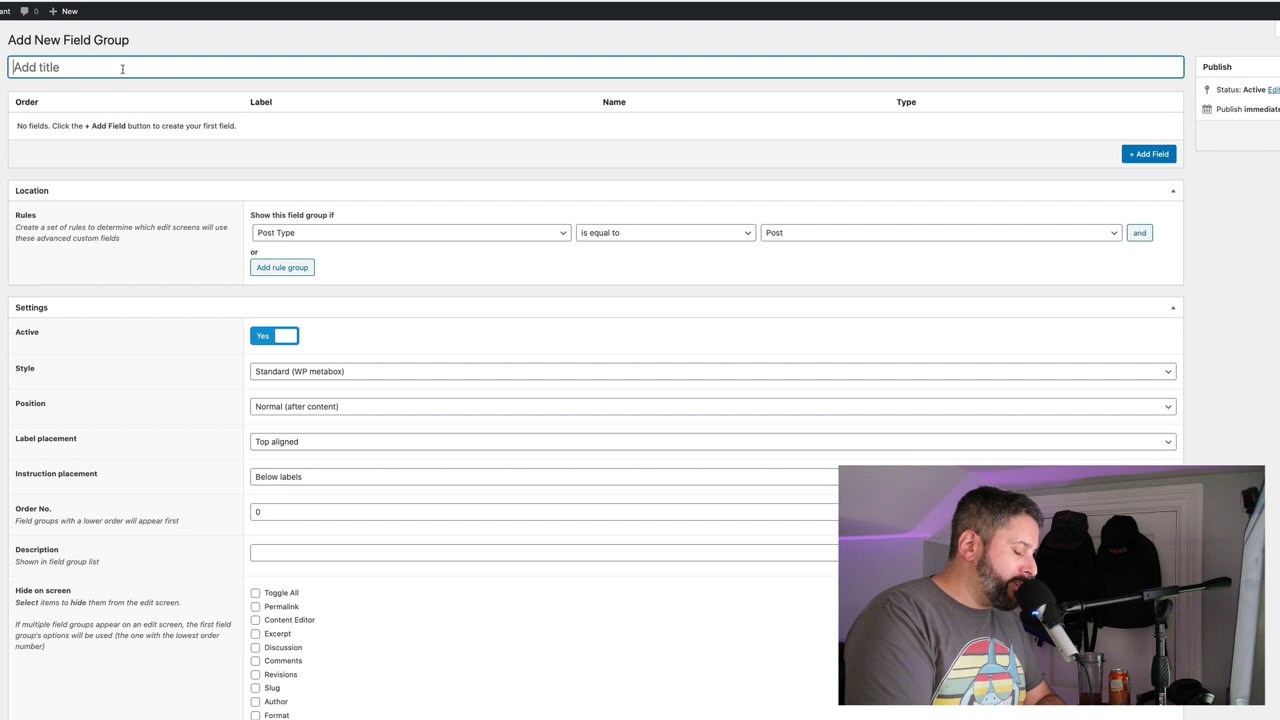 ant 0 New
Add New Field Group
Add title
Publish
Order Label Name Type
Status: Active Edi
No fields. Click the + Add Field button to create your first field.
Publish immediate
+ Add Field
Location
Rules
Create a set of rules to determine which edit screens will use
these advanced custom fields
Show this field group if
Post Type is equal to Post and
or
Add rule group
Settings
Active
Yes
Style
Standard (WP metabox)
Position
Normal (after content)
Label placement
Top aligned
Instruction placement
Below labels
Order No.
Field groups with a lower order will appear first
0
Description
Shown in field group list
Hide on screen
Select items to hide them from the edit screen.
If multiple field groups appear on an edit screen, the first field
group's options will be used (the one with the lowest order
number)
Toggle All
Permalink
Content Editor
Excerpt
Discussion
Comments
Revisions
Slug
Author
Format